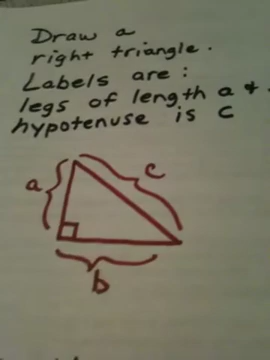 Draw a
right triangle.
Labels are:
legs of length a &
hypotenuse is c
a
c
b